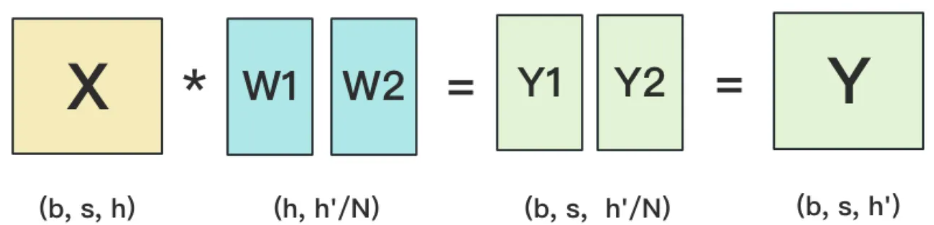 X * W1 W2 = Y1 Y2 = Y
(b, s, h) (h, h'/N) (b, s, h'/N) (b, s, h')